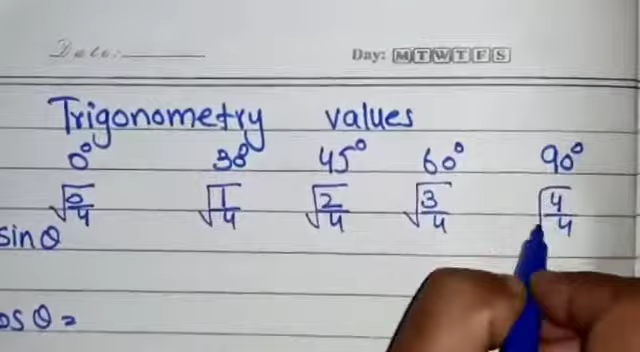 Date:
Day: M T W T F S
Trigonometry values
0° 30° 45° 60° 90°
√0/4 √1/4 √2/4 √3/4 √4/4
sin θ
os θ =